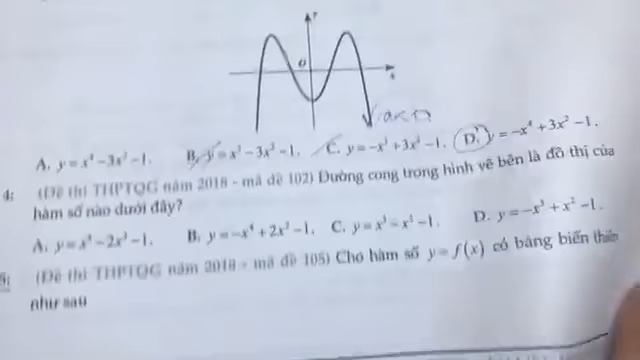 y
O
x
A. y = x⁴ − 3x² − 1. B. y = x³ − 3x² − 1. C. y = −x³ + 3x² − 1. D. y = −x⁴ + 3x² − 1.
4: (Đề thi THPTQG năm 2018 - mã đề 102) Đường cong trong hình vẽ bên là đồ thị của
hàm số nào dưới đây?
A. y = x⁴ − 2x² − 1. B. y = −x⁴ + 2x² − 1. C. y = x³ − x² − 1. D. y = −x³ + x² − 1.
5: (Đề thi THPTQG năm 2018 - mã đề 105) Cho hàm số y = f(x) có bảng biến thiên
như sau